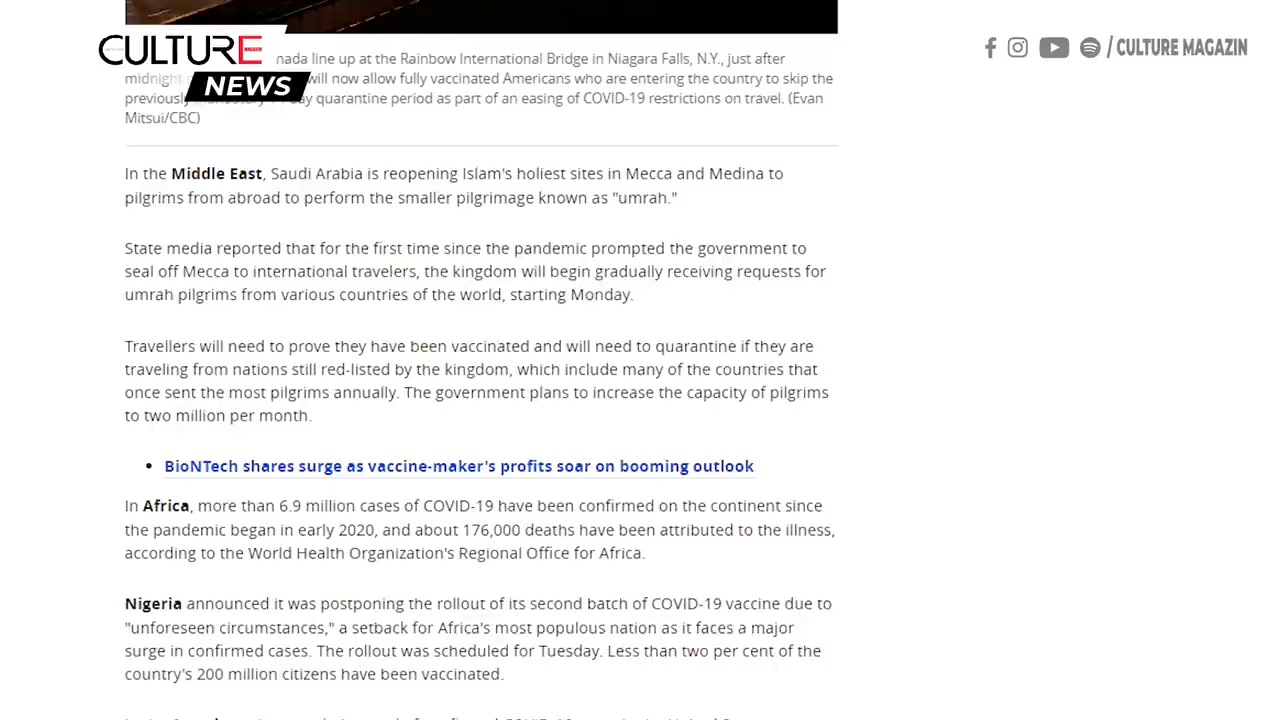 CULTURE
NEWS
/ CULTURE MAGAZIN
nada line up at the Rainbow International Bridge in Niagara Falls, N.Y., just after
midnight will now allow fully vaccinated Americans who are entering the country to skip the
previously day quarantine period as part of an easing of COVID-19 restrictions on travel. (Evan
Mitsui/CBC)
In the Middle East, Saudi Arabia is reopening Islam's holiest sites in Mecca and Medina to
pilgrims from abroad to perform the smaller pilgrimage known as "umrah."
State media reported that for the first time since the pandemic prompted the government to
seal off Mecca to international travelers, the kingdom will begin gradually receiving requests for
umrah pilgrims from various countries of the world, starting Monday.
Travellers will need to prove they have been vaccinated and will need to quarantine if they are
traveling from nations still red-listed by the kingdom, which include many of the countries that
once sent the most pilgrims annually. The government plans to increase the capacity of pilgrims
to two million per month.
• BioNTech shares surge as vaccine-maker's profits soar on booming outlook
In Africa, more than 6.9 million cases of COVID-19 have been confirmed on the continent since
the pandemic began in early 2020, and about 176,000 deaths have been attributed to the illness,
according to the World Health Organization's Regional Office for Africa.
Nigeria announced it was postponing the rollout of its second batch of COVID-19 vaccine due to
"unforeseen circumstances," a setback for Africa's most populous nation as it faces a major
surge in confirmed cases. The rollout was scheduled for Tuesday. Less than two per cent of the
country's 200 million citizens have been vaccinated.